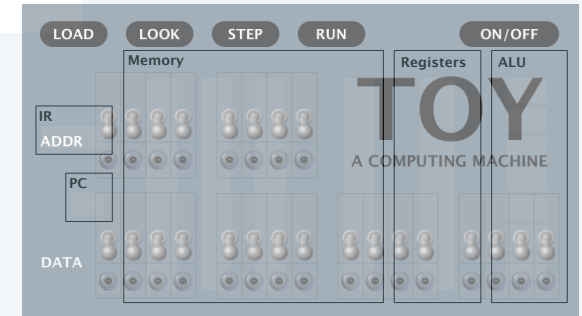 LOAD LOOK STEP RUN ON/OFF
Memory Registers ALU
TOY
IR
ADDR
A COMPUTING MACHINE
PC
DATA